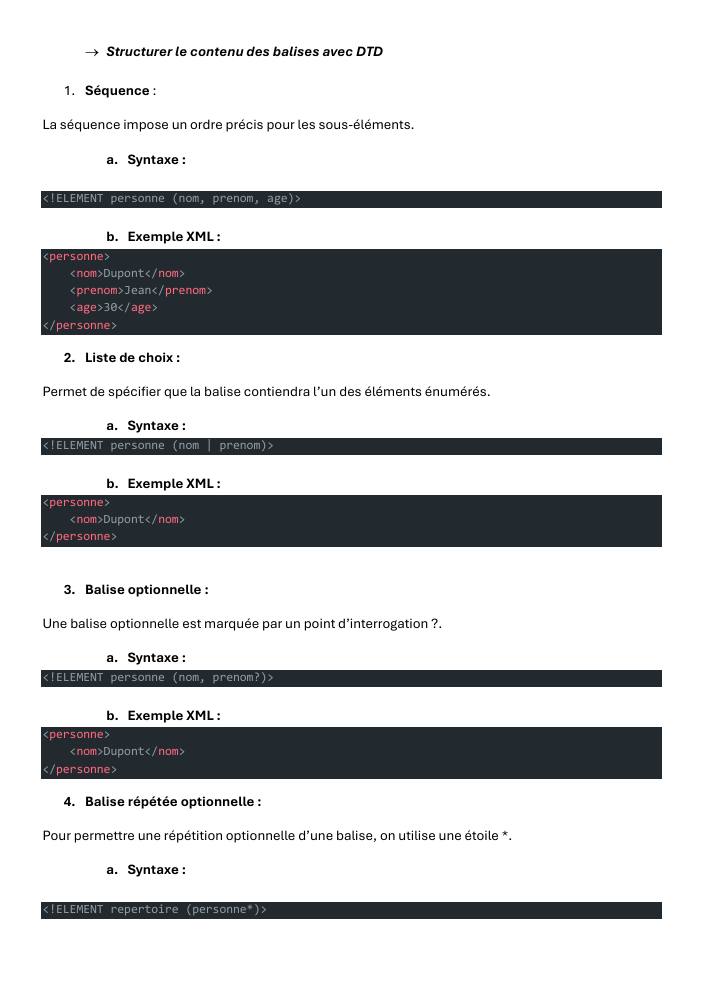 → Structurer le contenu des balises avec DTD
1. Séquence :
La séquence impose un ordre précis pour les sous-éléments.
a. Syntaxe :
<!ELEMENT personne (nom, prenom, age)>
b. Exemple XML :
<personne>
    <nom>Dupont</nom>
    <prenom>Jean</prenom>
    <age>30</age>
</personne>
2. Liste de choix :
Permet de spécifier que la balise contiendra l’un des éléments énumérés.
a. Syntaxe :
<!ELEMENT personne (nom | prenom)>
b. Exemple XML :
<personne>
    <nom>Dupont</nom>
</personne>
3. Balise optionnelle :
Une balise optionnelle est marquée par un point d’interrogation ?.
a. Syntaxe :
<!ELEMENT personne (nom, prenom?)>
b. Exemple XML :
<personne>
    <nom>Dupont</nom>
</personne>
4. Balise répétée optionnelle :
Pour permettre une répétition optionnelle d’une balise, on utilise une étoile *.
a. Syntaxe :
<!ELEMENT repertoire (personne*)>